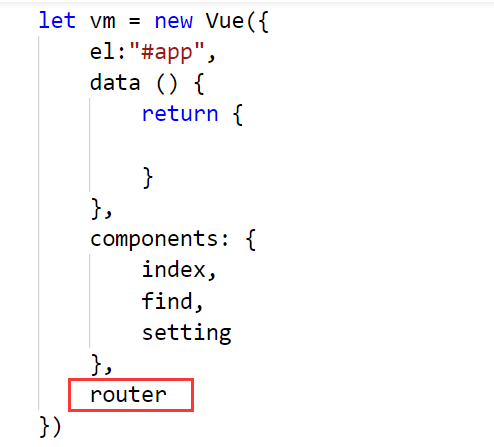 let vm = new Vue({
el:"#app",
data () {
return {
}
},
components: {
index,
find,
setting
},
router
})